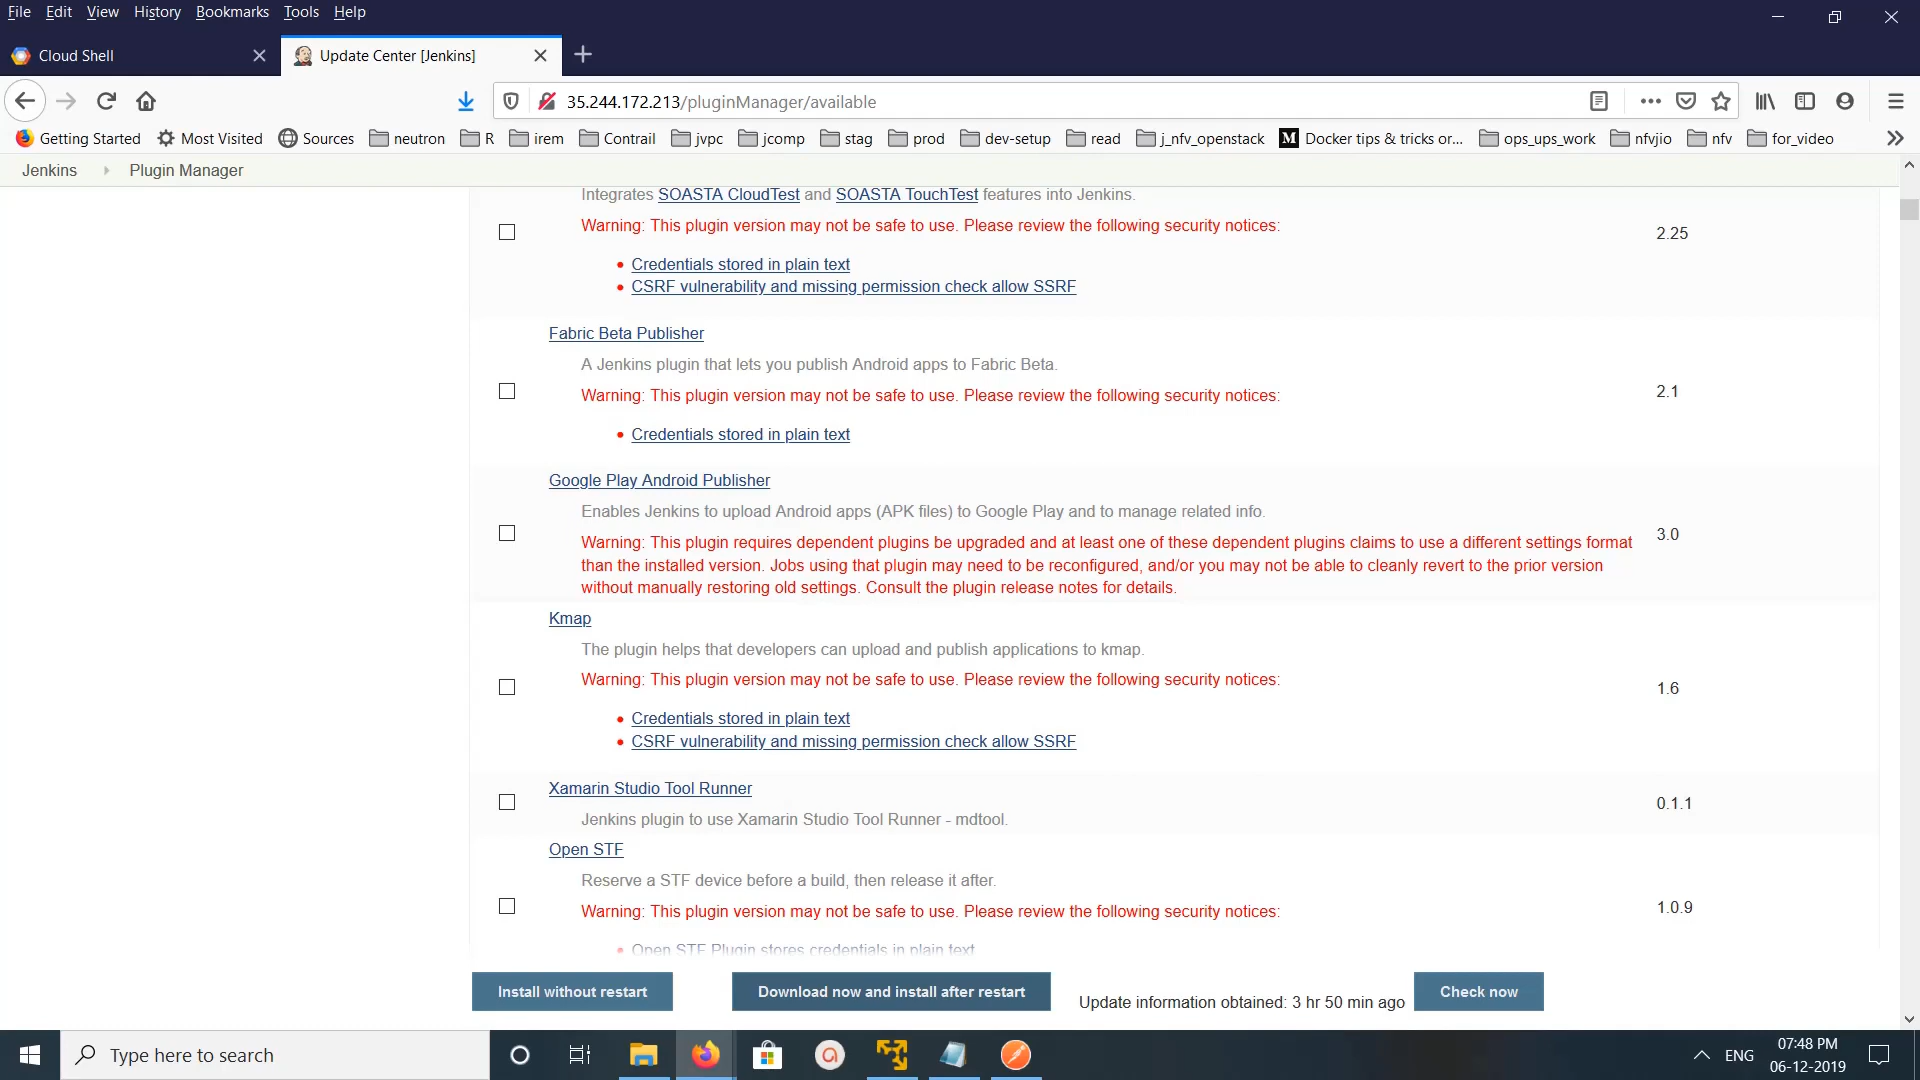 File Edit View History Bookmarks Tools Help
Cloud Shell
Update Center [Jenkins]
35.244.172.213/pluginManager/available
Getting Started Most Visited Sources neutron R irem Contrail jvpc jcomp stag prod dev-setup read j_nfv_openstack M Docker tips & tricks or... ops_ups_work nfvjio nfv for_video
Jenkins Plugin Manager
Integrates SOASTA CloudTest and SOASTA TouchTest features into Jenkins.
Warning: This plugin version may not be safe to use. Please review the following security notices:
2.25
Credentials stored in plain text
CSRF vulnerability and missing permission check allow SSRF
Fabric Beta Publisher
A Jenkins plugin that lets you publish Android apps to Fabric Beta.
Warning: This plugin version may not be safe to use. Please review the following security notices:
2.1
Credentials stored in plain text
Google Play Android Publisher
Enables Jenkins to upload Android apps (APK files) to Google Play and to manage related info.
Warning: This plugin requires dependent plugins be upgraded and at least one of these dependent plugins claims to use a different settings format
than the installed version. Jobs using that plugin may need to be reconfigured, and/or you may not be able to cleanly revert to the prior version
without manually restoring old settings. Consult the plugin release notes for details.
3.0
Kmap
The plugin helps that developers can upload and publish applications to kmap.
Warning: This plugin version may not be safe to use. Please review the following security notices:
1.6
Credentials stored in plain text
CSRF vulnerability and missing permission check allow SSRF
Xamarin Studio Tool Runner
0.1.1
Jenkins plugin to use Xamarin Studio Tool Runner - mdtool.
Open STF
Reserve a STF device before a build, then release it after.
1.0.9
Warning: This plugin version may not be safe to use. Please review the following security notices:
Open STF Plugin stores credentials in plain text
Install without restart
Download now and install after restart
Update information obtained: 3 hr 50 min ago
Check now
Type here to search
ENG
07:48 PM
06-12-2019